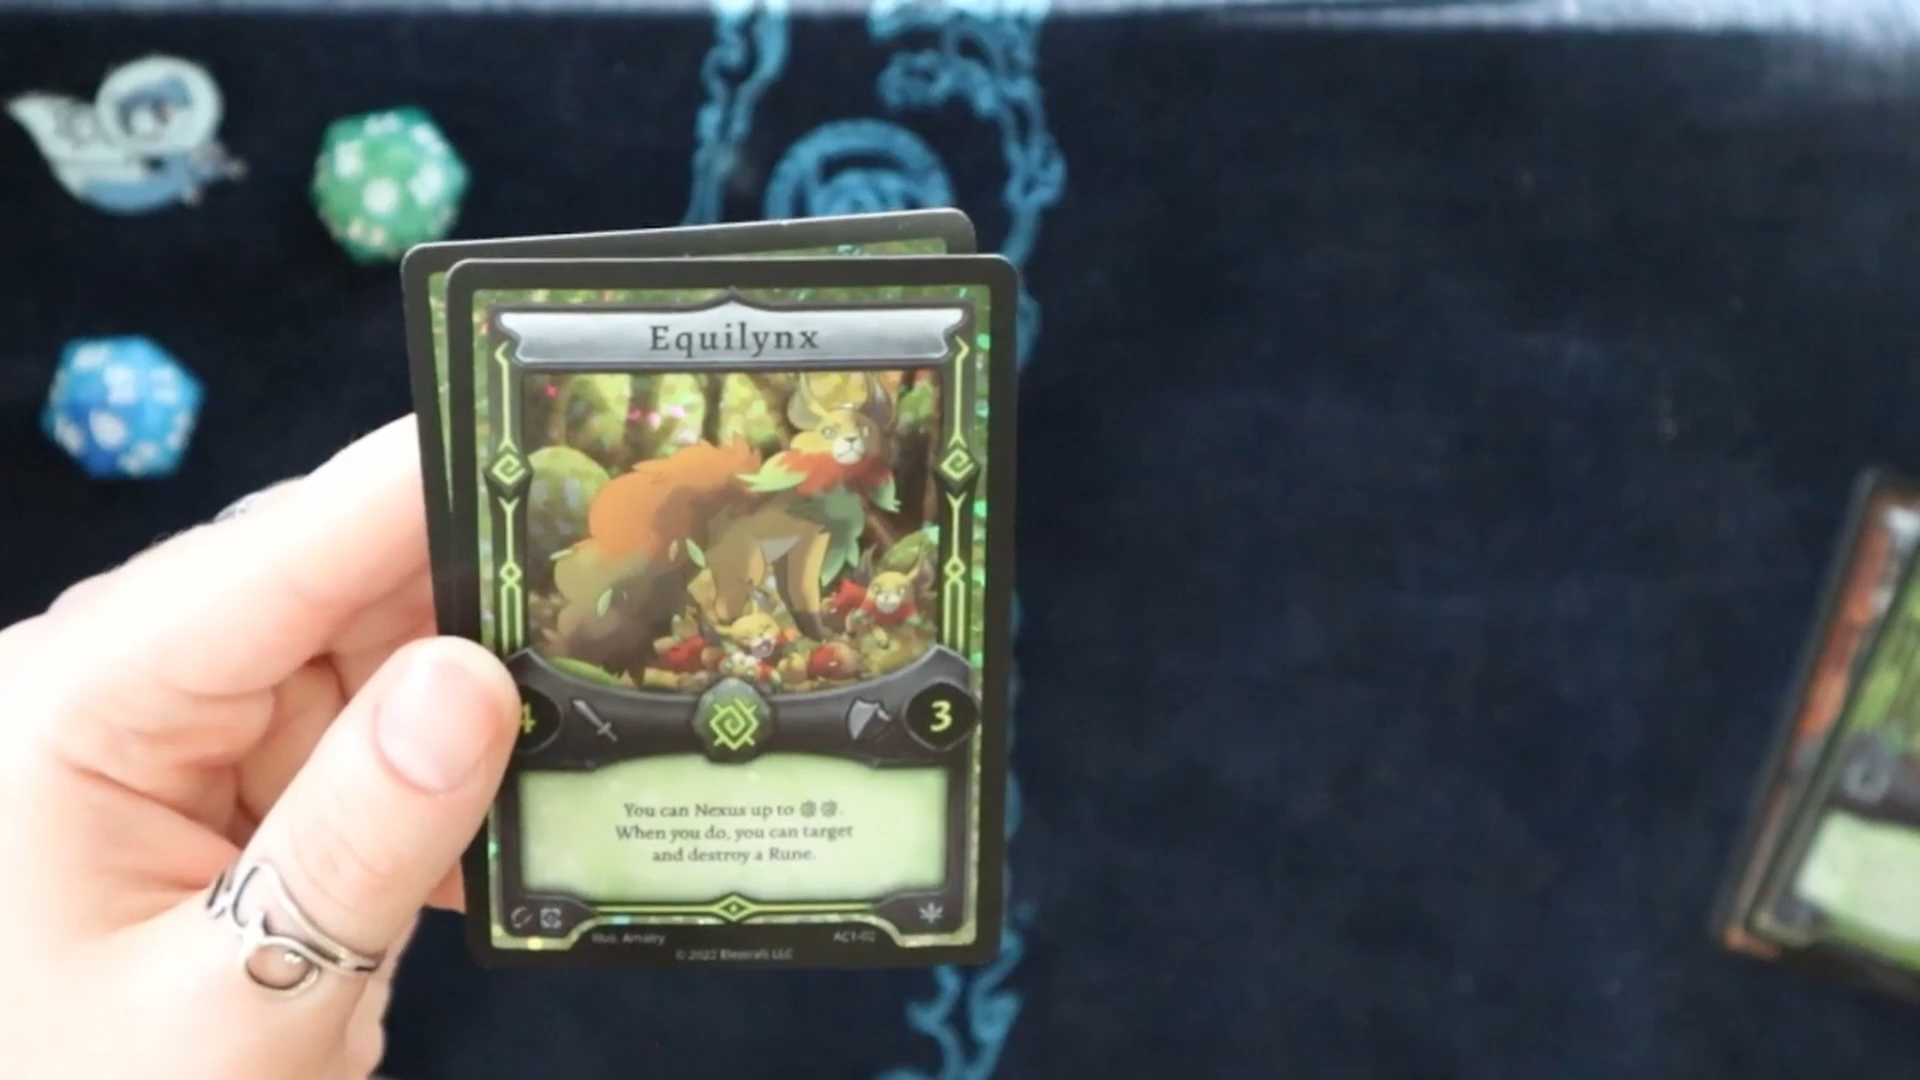 Equilynx
4
3
You can Nexus up to
When you do, you can target
and destroy a Rune.
Illus. Amalry
AC1-02
© 2022 Elestrals LLC